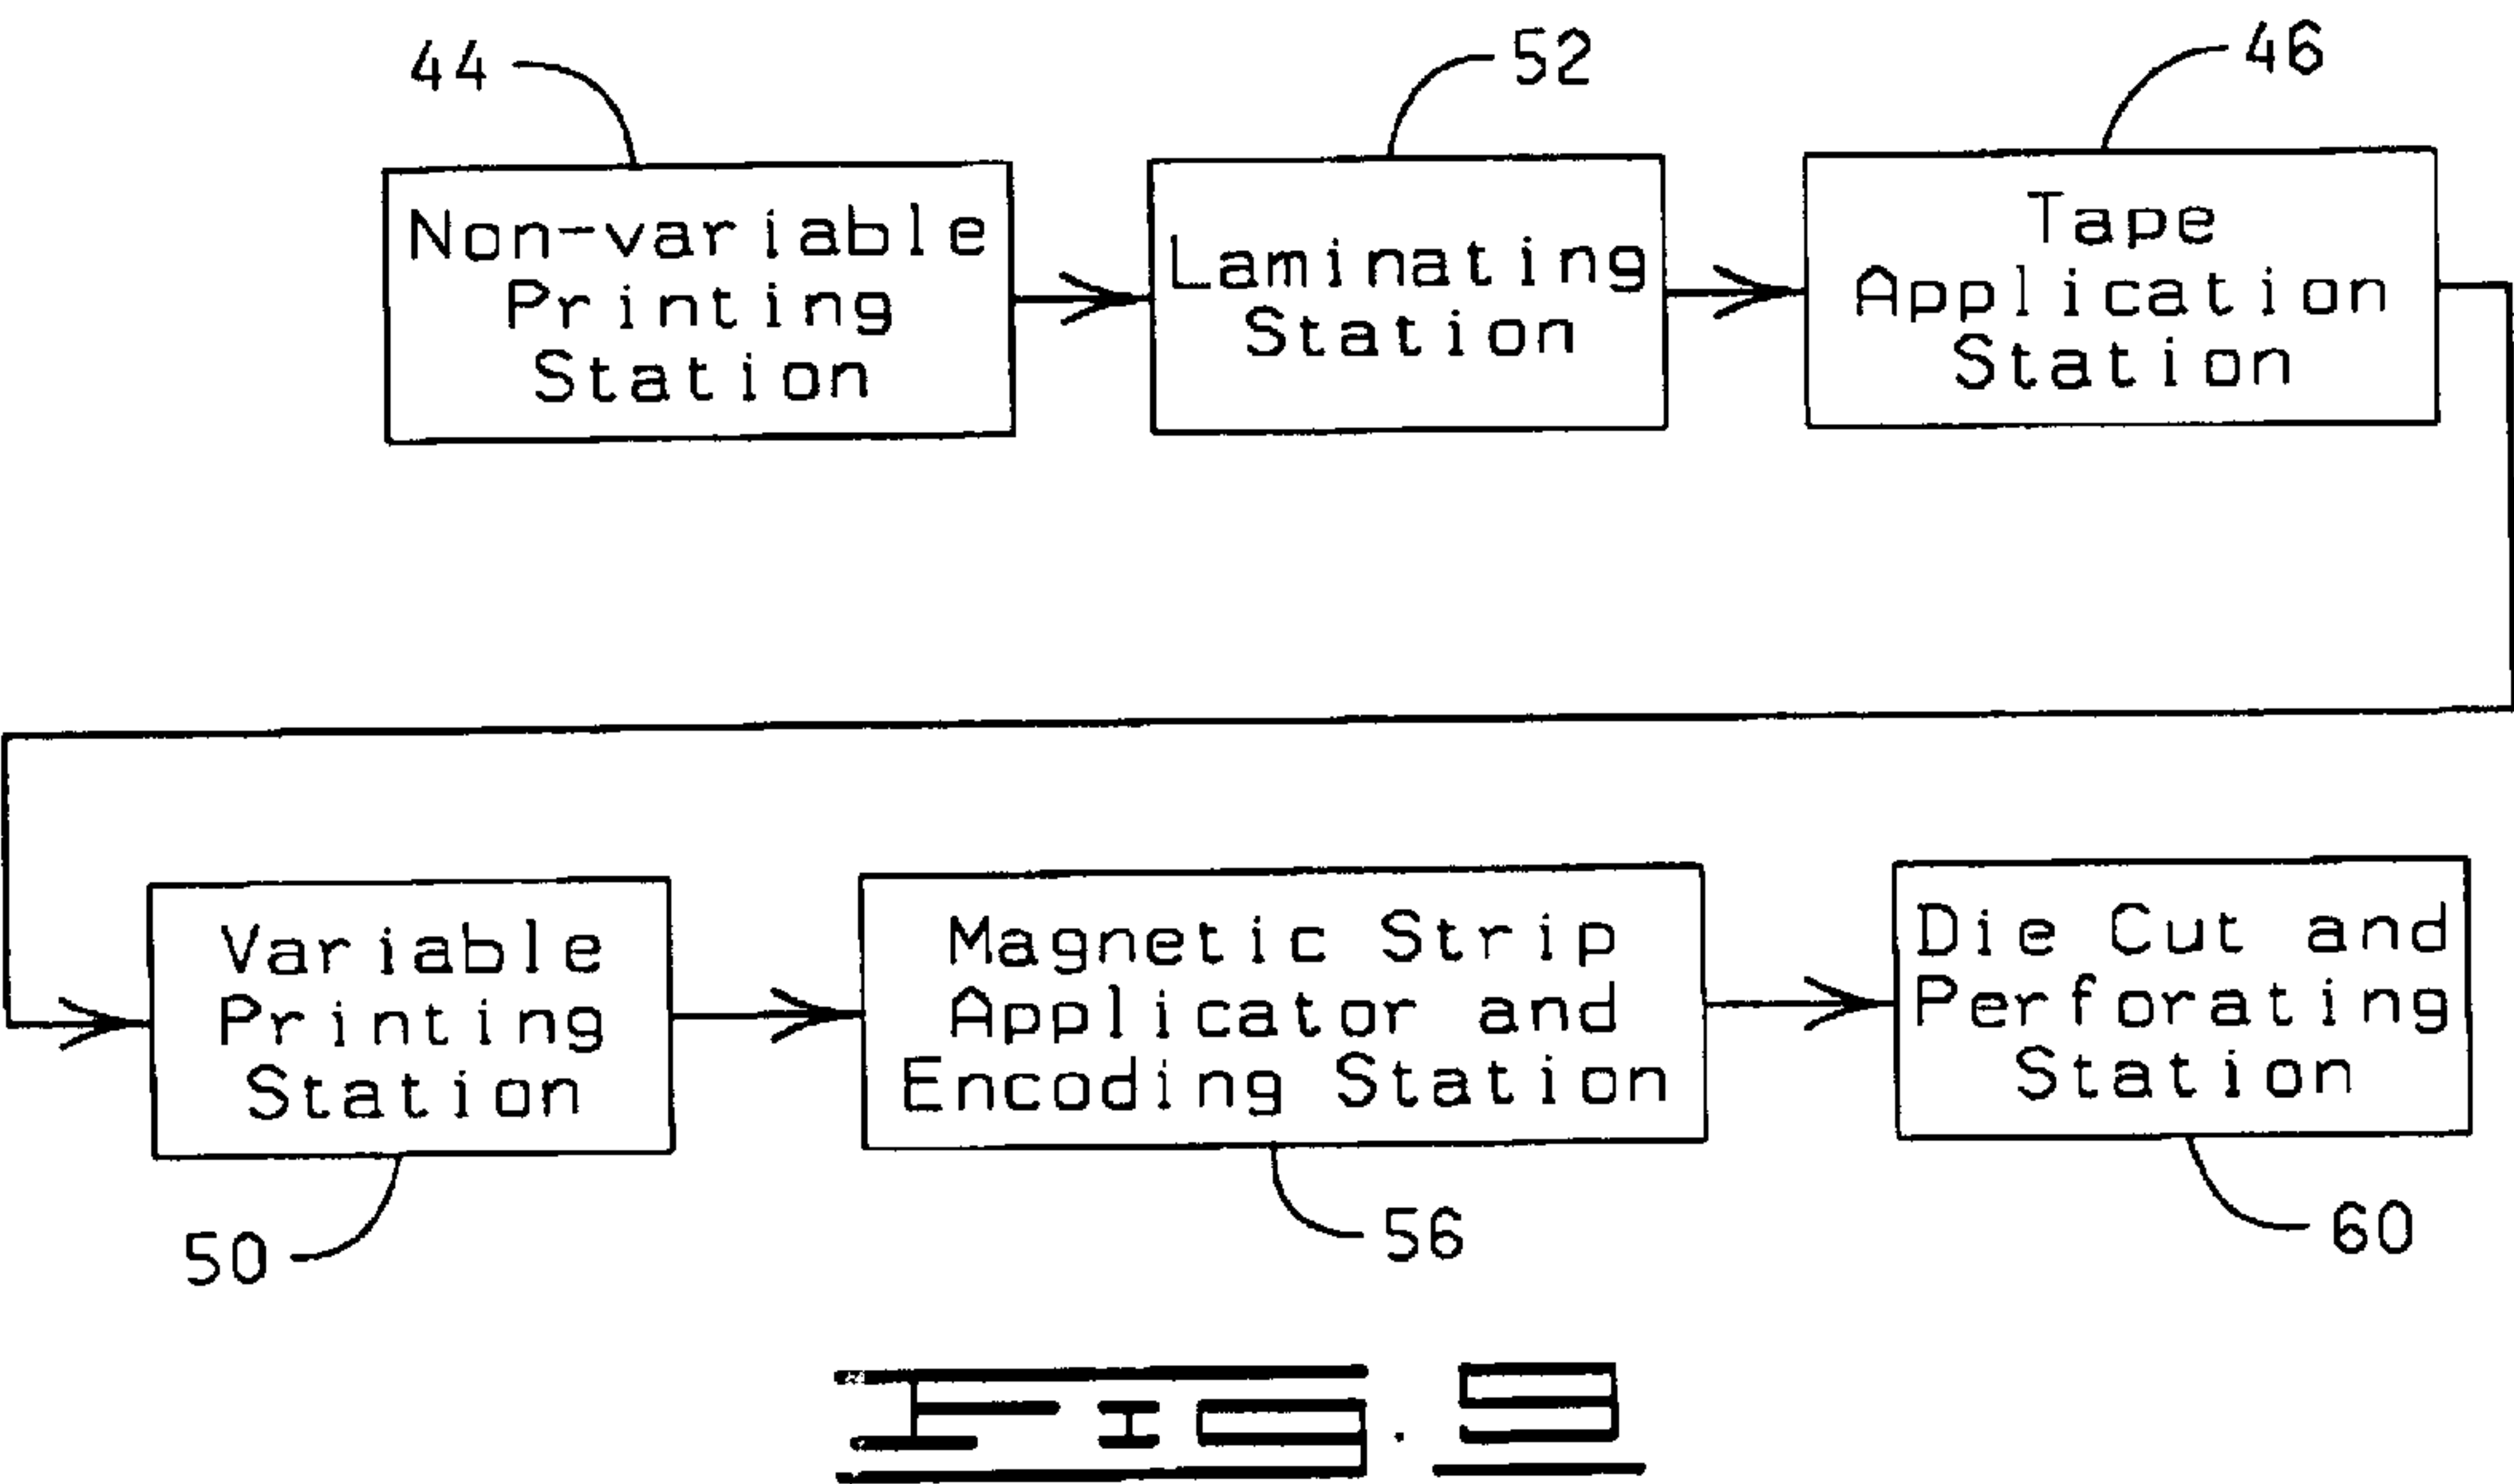 44
52
46
Non-variable
Printing
Station
Laminating
Station
Tape
Application
Station
Variable
Printing
Station
Magnetic Strip
Applicator and
Encoding Station
Die Cut and
Perforating
Station
50
56
60
Fig. 9